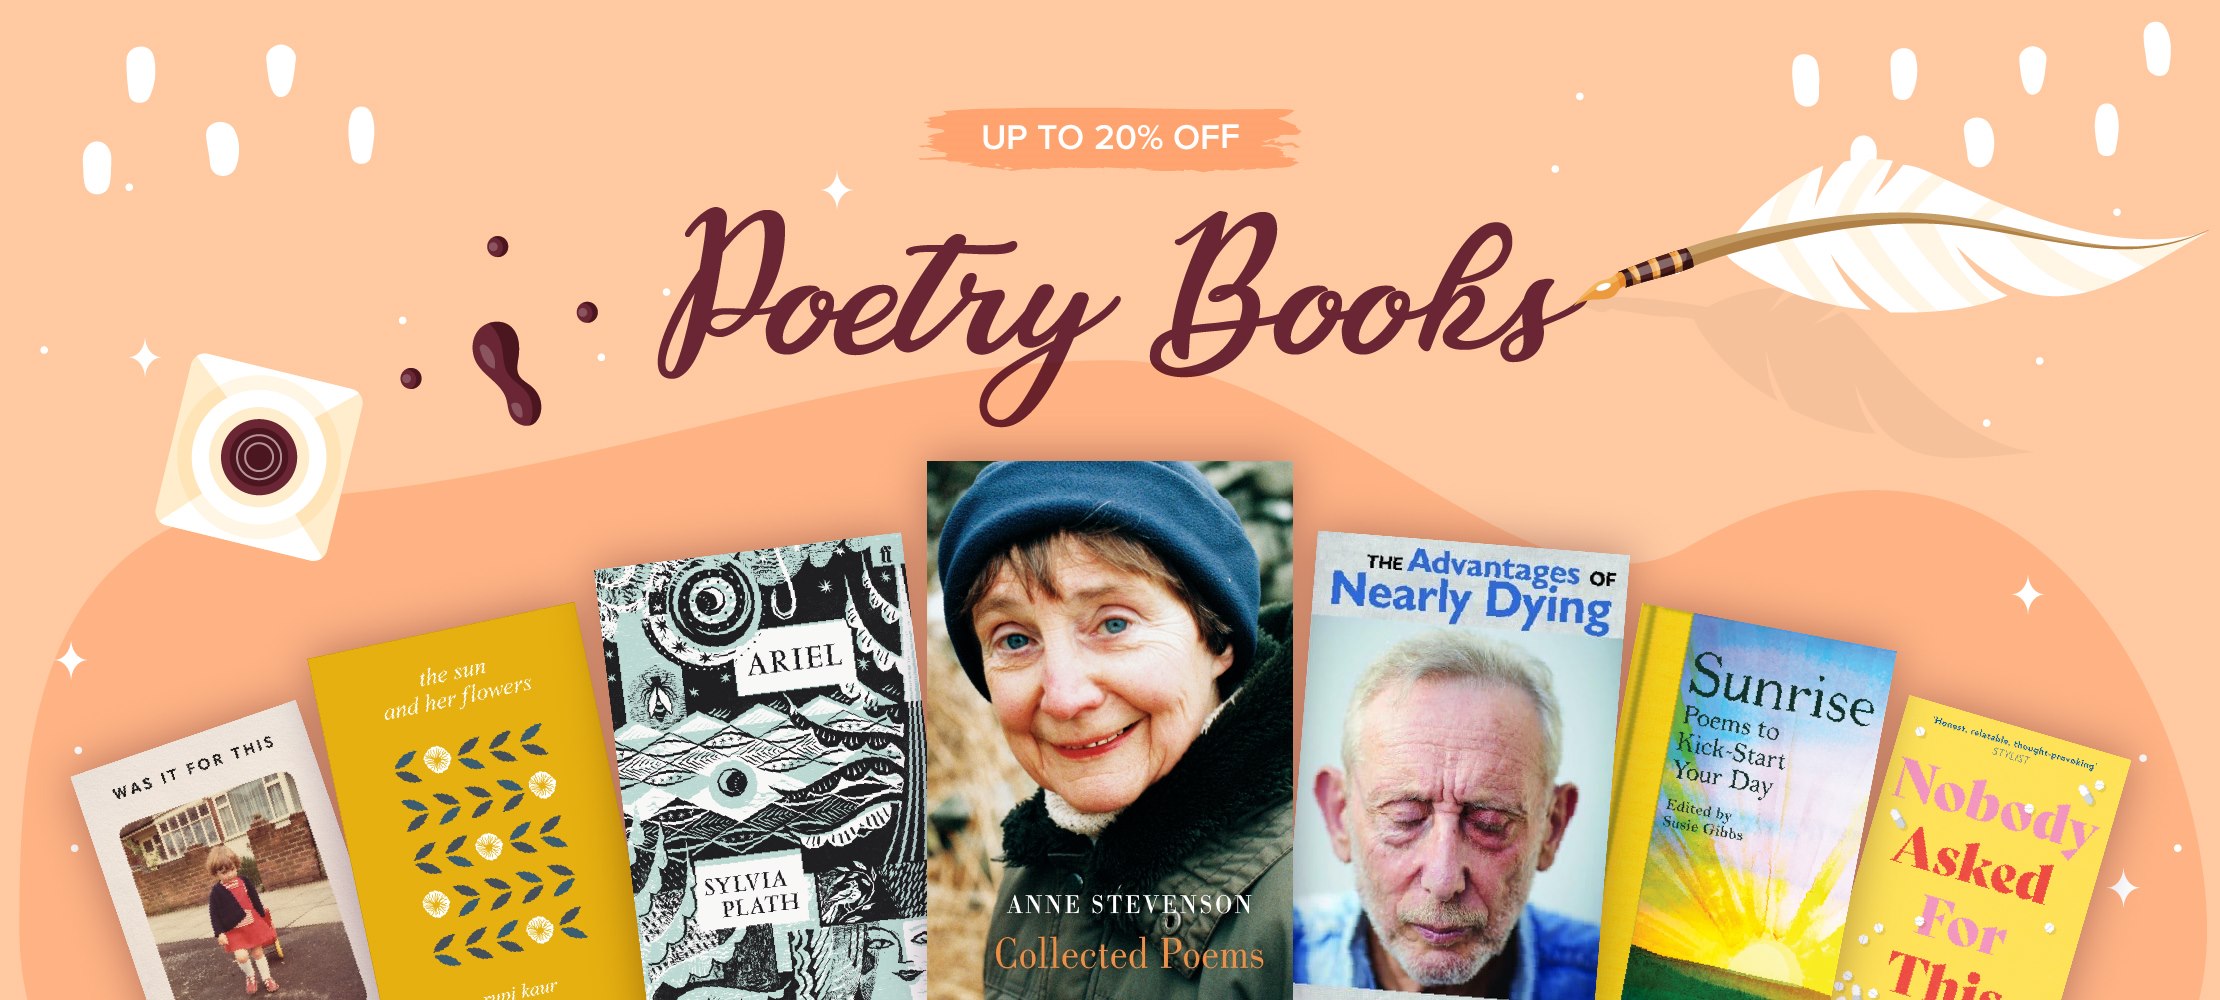 UP TO 20% OFF
Poetry Books
WAS IT FOR THIS
the sun
and her flowers
rupi kaur
ff
ARIEL
SYLVIA
PLATH
ANNE STEVENSON
Collected Poems
THE Advantages OF
Nearly Dying
Sunrise
Poems to
Kick-Start
Your Day
Edited by
Susie Gibbs
'Honest, relatable, thought-provoking'
STYLIST
Nobody
Asked
For
This